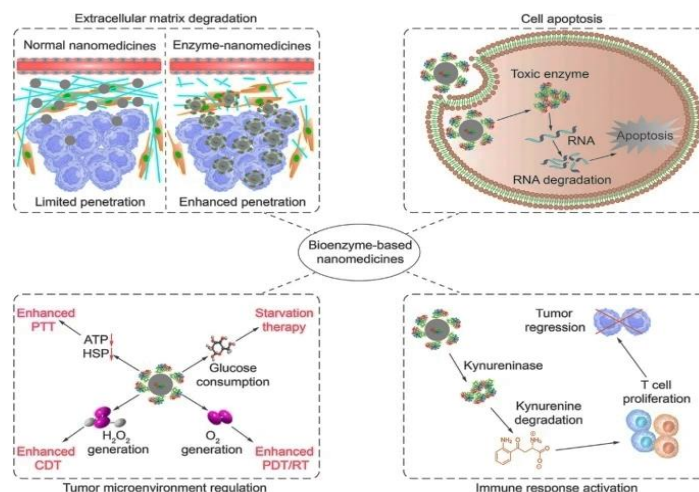 Extracellular matrix degradation
Normal nanomedicines
Enzyme-nanomedicines
Limited penetration
Enhanced penetration
Cell apoptosis
Toxic enzyme
RNA
Apoptosis
RNA degradation
Bioenzyme-based
nanomedicines
Enhanced
PTT
ATP
HSP
Starvation
therapy
Glucose
consumption
H2O2
generation
O2
generation
Enhanced
CDT
Enhanced
PDT/RT
Tumor microenvironment regulation
Tumor
regression
Kynureninase
Kynurenine
degradation
T cell
proliferation
NH2
O
NH2
O
O
Immune response activation